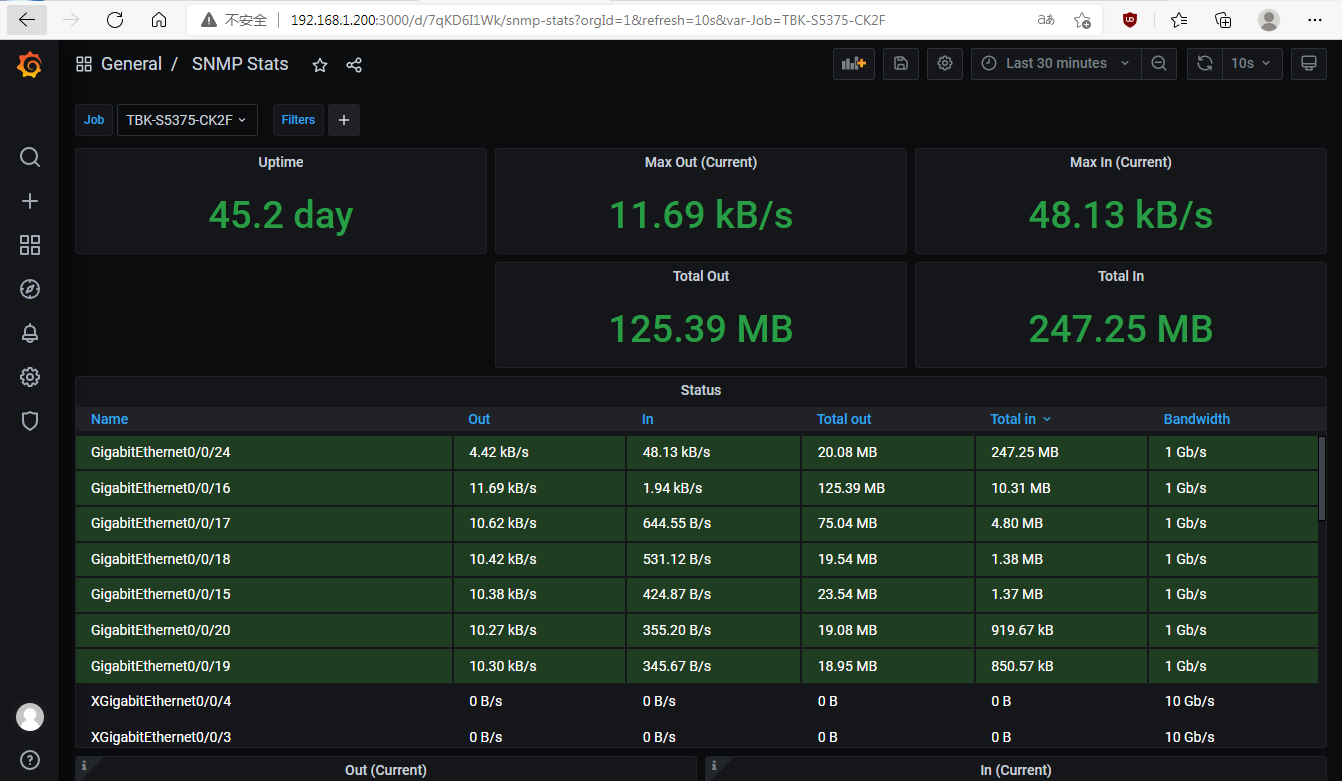 不安全 192.168.1.200:3000/d/7qKD6I1Wk/snmp-stats?orgId=1&refresh=10s&var-Job=TBK-S5375-CK2F aあ
General / SNMP Stats Last 30 minutes 10s
Job TBK-S5375-CK2F Filters +
Uptime Max Out (Current) Max In (Current)
45.2 day 11.69 kB/s 48.13 kB/s
Total Out Total In
125.39 MB 247.25 MB
Status
Name Out In Total out Total in Bandwidth
GigabitEthernet0/0/24 4.42 kB/s 48.13 kB/s 20.08 MB 247.25 MB 1 Gb/s
GigabitEthernet0/0/16 11.69 kB/s 1.94 kB/s 125.39 MB 10.31 MB 1 Gb/s
GigabitEthernet0/0/17 10.62 kB/s 644.55 B/s 75.04 MB 4.80 MB 1 Gb/s
GigabitEthernet0/0/18 10.42 kB/s 531.12 B/s 19.54 MB 1.38 MB 1 Gb/s
GigabitEthernet0/0/15 10.38 kB/s 424.87 B/s 23.54 MB 1.37 MB 1 Gb/s
GigabitEthernet0/0/20 10.27 kB/s 355.20 B/s 19.08 MB 919.67 kB 1 Gb/s
GigabitEthernet0/0/19 10.30 kB/s 345.67 B/s 18.95 MB 850.57 kB 1 Gb/s
XGigabitEthernet0/0/4 0 B/s 0 B/s 0 B 0 B 10 Gb/s
XGigabitEthernet0/0/3 0 B/s 0 B/s 0 B 0 B 10 Gb/s
Out (Current) In (Current)